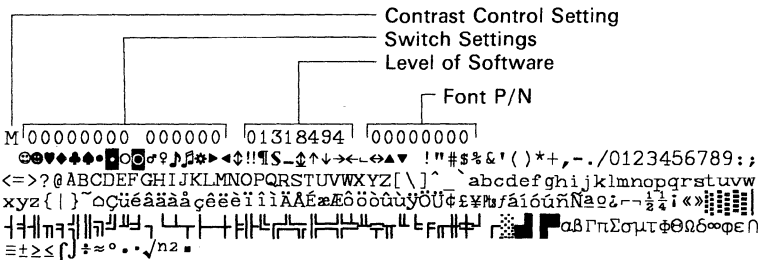 Contrast Control Setting
Switch Settings
Level of Software
Font P/N
M 00000000 000000 01318494 00000000
☺☻♥♦♣♠•◘○◙♂♀♪♫☼►◄↕‼¶§▬↨↑↓→←∟↔▲▼ !"#$%&'()*+,-./0123456789:;
<=>?@ABCDEFGHIJKLMNOPQRSTUVWXYZ[\]^_`abcdefghijklmnopqrstuvw
xyz{|}~⌂ÇüéâäàåçêëèïîìÄÅÉæÆôöòûùÿÖÜ¢£¥₧ƒáíóúñÑªº¿⌐¬½¼¡«»░▒▓│
┤╡╢╖╕╣║╗╝╜╛┐└┴┬├─┼╞╟╚╔╩╦╠═╬╧╨╤╥╙╘╒╓╫╪┘┌█▄▌▐▀αβΓπΣσµτΦΘΩδ∞φε∩
≡±≥≤⌠⌡÷≈°∙·√ⁿ²■